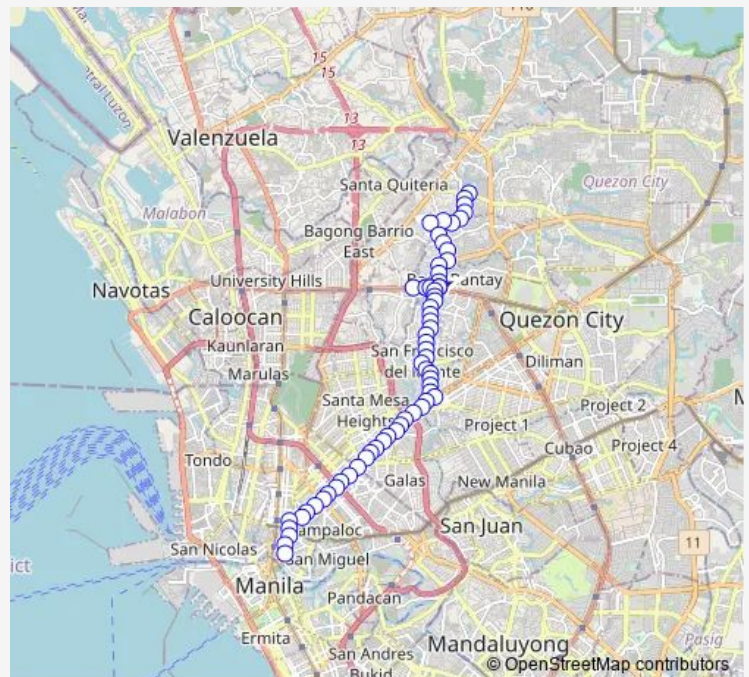 15
15
13
13
Valenzuela
Santa Quiteria
Quezon City
Malabon
Bagong Barrio
East
Navotas
University Hills
Caloocan
Quezon City
Kaunlaran
San Francisco
del Monte
Diliman
Marulas
Santa Mesa
Heights
Project 2
Project 1
Project 4
Cubao
Tondo
Galas
New Manila
Sampaloc
San Juan
San Nicolas
San Miguel
11
Manila
Pandacan
Ermita
Mandaluyong
Pasig
San Andres
Bukid
© OpenStreetMap contributors